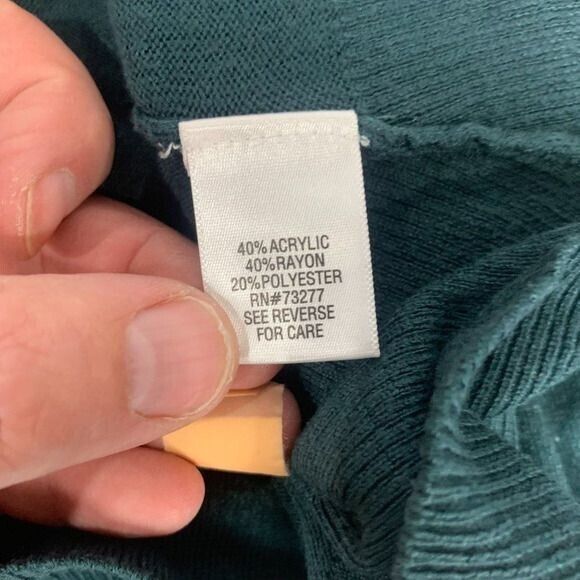 40% ACRYLIC
40% RAYON
20% POLYESTER
RN#73277
SEE REVERSE
FOR CARE